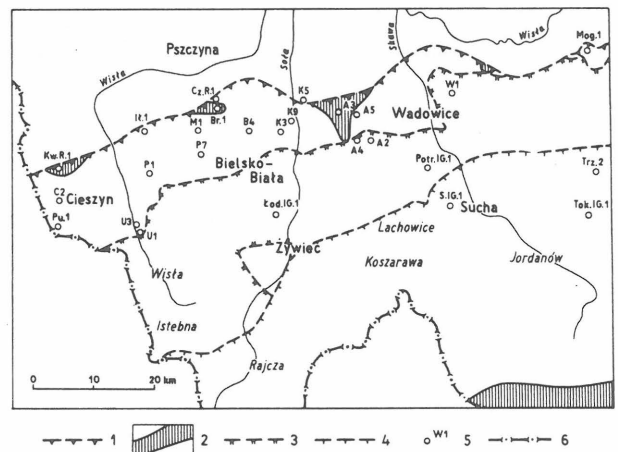 Mog.1
Wisła
Pszczyna
Soła
Skawa
Wisła
Cz.R.1
K5
A3
W1
Br.1
A5
Wadowice
K9
Ił.1
M1
B4
K3
Kw.R.1
P7
A4
A2
Bielsko-
Biała
P1
Potr.IG.1
Trz.2
C2
Cieszyn
S.IG.1
Sucha
Łod.IG.1
Tok.IG.1
Pu.1
U3
U1
Lachowice
Żywiec
Koszarawa
Jordanów
Wisła
Istebna
Rajcza
0 10 20 km
1 2 3 4 W1 5 6